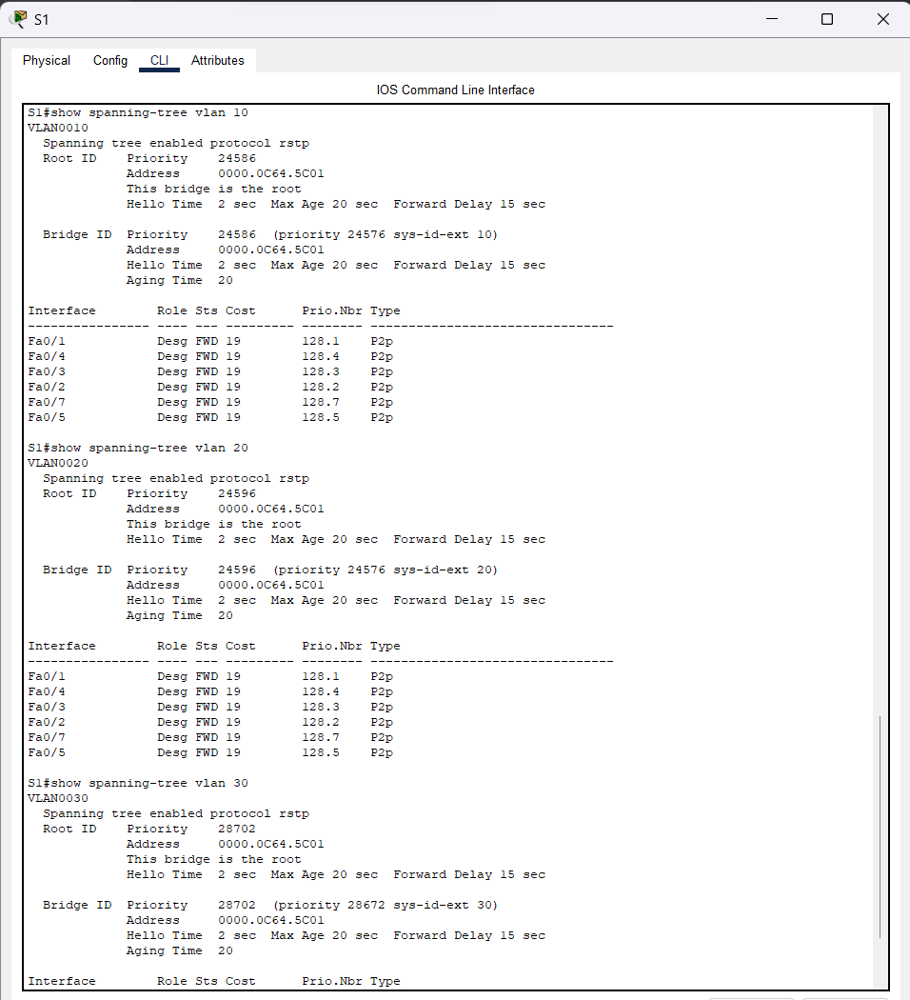 S1
Physical Config CLI Attributes
IOS Command Line Interface
S1#show spanning-tree vlan 10
VLAN0010
  Spanning tree enabled protocol rstp
  Root ID    Priority    24586
             Address     0000.0C64.5C01
             This bridge is the root
             Hello Time  2 sec  Max Age 20 sec  Forward Delay 15 sec

  Bridge ID  Priority    24586  (priority 24576 sys-id-ext 10)
             Address     0000.0C64.5C01
             Hello Time  2 sec  Max Age 20 sec  Forward Delay 15 sec
             Aging Time  20

Interface        Role Sts Cost      Prio.Nbr Type
---------------- ---- --- --------- -------- --------------------------------
Fa0/1            Desg FWD 19        128.1    P2p
Fa0/4            Desg FWD 19        128.4    P2p
Fa0/3            Desg FWD 19        128.3    P2p
Fa0/2            Desg FWD 19        128.2    P2p
Fa0/7            Desg FWD 19        128.7    P2p
Fa0/5            Desg FWD 19        128.5    P2p

S1#show spanning-tree vlan 20
VLAN0020
  Spanning tree enabled protocol rstp
  Root ID    Priority    24596
             Address     0000.0C64.5C01
             This bridge is the root
             Hello Time  2 sec  Max Age 20 sec  Forward Delay 15 sec

  Bridge ID  Priority    24596  (priority 24576 sys-id-ext 20)
             Address     0000.0C64.5C01
             Hello Time  2 sec  Max Age 20 sec  Forward Delay 15 sec
             Aging Time  20

Interface        Role Sts Cost      Prio.Nbr Type
---------------- ---- --- --------- -------- --------------------------------
Fa0/1            Desg FWD 19        128.1    P2p
Fa0/4            Desg FWD 19        128.4    P2p
Fa0/3            Desg FWD 19        128.3    P2p
Fa0/2            Desg FWD 19        128.2    P2p
Fa0/7            Desg FWD 19        128.7    P2p
Fa0/5            Desg FWD 19        128.5    P2p

S1#show spanning-tree vlan 30
VLAN0030
  Spanning tree enabled protocol rstp
  Root ID    Priority    28702
             Address     0000.0C64.5C01
             This bridge is the root
             Hello Time  2 sec  Max Age 20 sec  Forward Delay 15 sec

  Bridge ID  Priority    28702  (priority 28672 sys-id-ext 30)
             Address     0000.0C64.5C01
             Hello Time  2 sec  Max Age 20 sec  Forward Delay 15 sec
             Aging Time  20

Interface        Role Sts Cost      Prio.Nbr Type